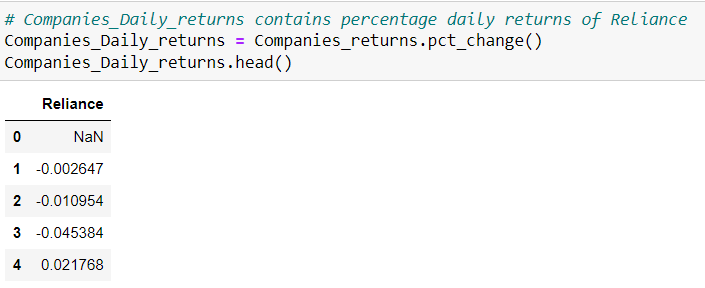 # Companies_Daily_returns contains percentage daily returns of Reliance
Companies_Daily_returns = Companies_returns.pct_change()
Companies_Daily_returns.head()
Reliance
0 NaN
1 -0.002647
2 -0.010954
3 -0.045384
4 0.021768